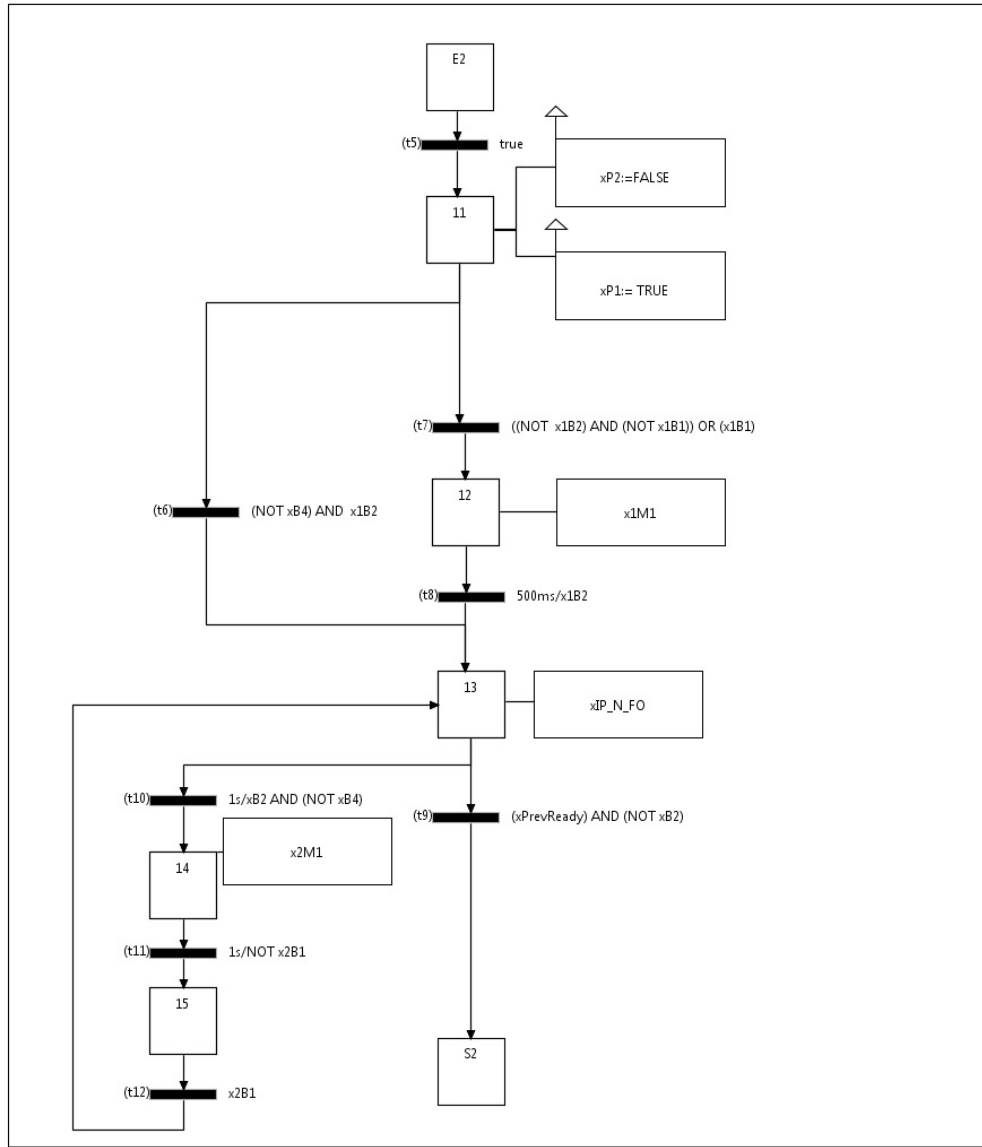 E2
(t5) true
xP2:=FALSE
11
xP1:= TRUE
(t7) ((NOT x1B2) AND (NOT x1B1)) OR (x1B1)
12
x1M1
(t6) (NOT xB4) AND x1B2
(t8) 500ms/x1B2
13
xIP_N_FO
(t10) 1s/xB2 AND (NOT xB4)
(t9) (xPrevReady) AND (NOT xB2)
x2M1
14
(t11) 1s/NOT x2B1
15
S2
(t12) x2B1